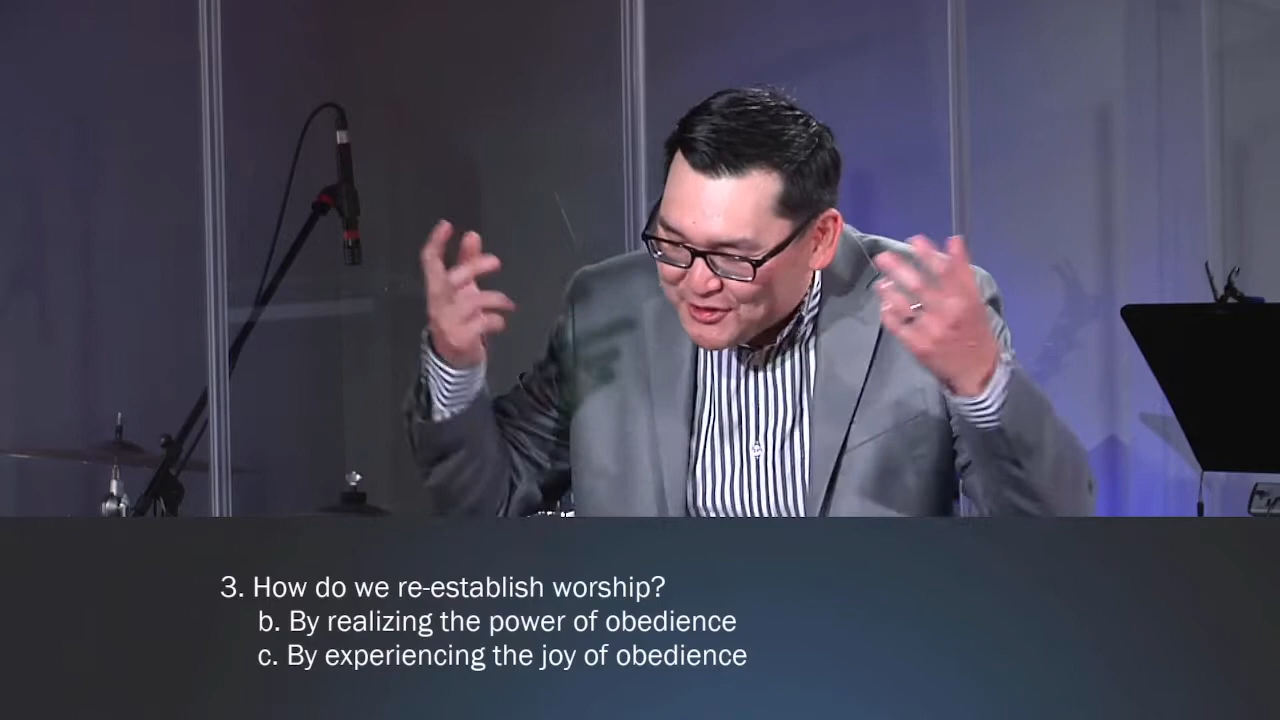 3. How do we re-establish worship?
b. By realizing the power of obedience
c. By experiencing the joy of obedience